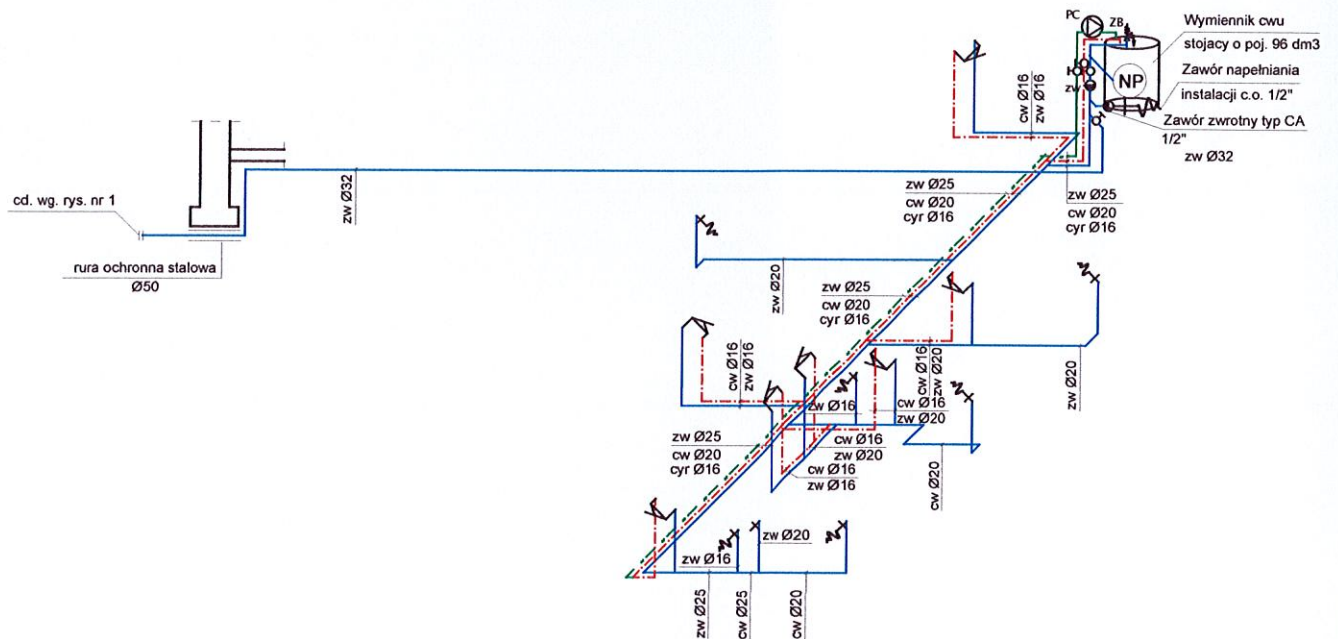 PC
ZB
Wymiennik cwu
stojacy o poj. 96 dm3
NP
Zawór napełniania
instalacji c.o. 1/2"
zw
Zawór zwrotny typ CA
1/2"
zw Ø32
cw Ø16
zw Ø16
cd. wg. rys. nr 1
zw Ø32
rura ochronna stalowa
Ø50
zw Ø25
cw Ø20
cyr Ø16
zw Ø25
cw Ø20
cyr Ø16
zw Ø20
zw Ø25
cw Ø20
cyr Ø16
cw Ø16
zw Ø16
cw Ø16
zw Ø20
zw Ø20
zw Ø16
cw Ø16
zw Ø20
zw Ø25
cw Ø20
cyr Ø16
cw Ø16
zw Ø20
cw Ø16
zw Ø16
cw Ø20
zw Ø16
zw Ø20
zw Ø25
cw Ø25
cw Ø20